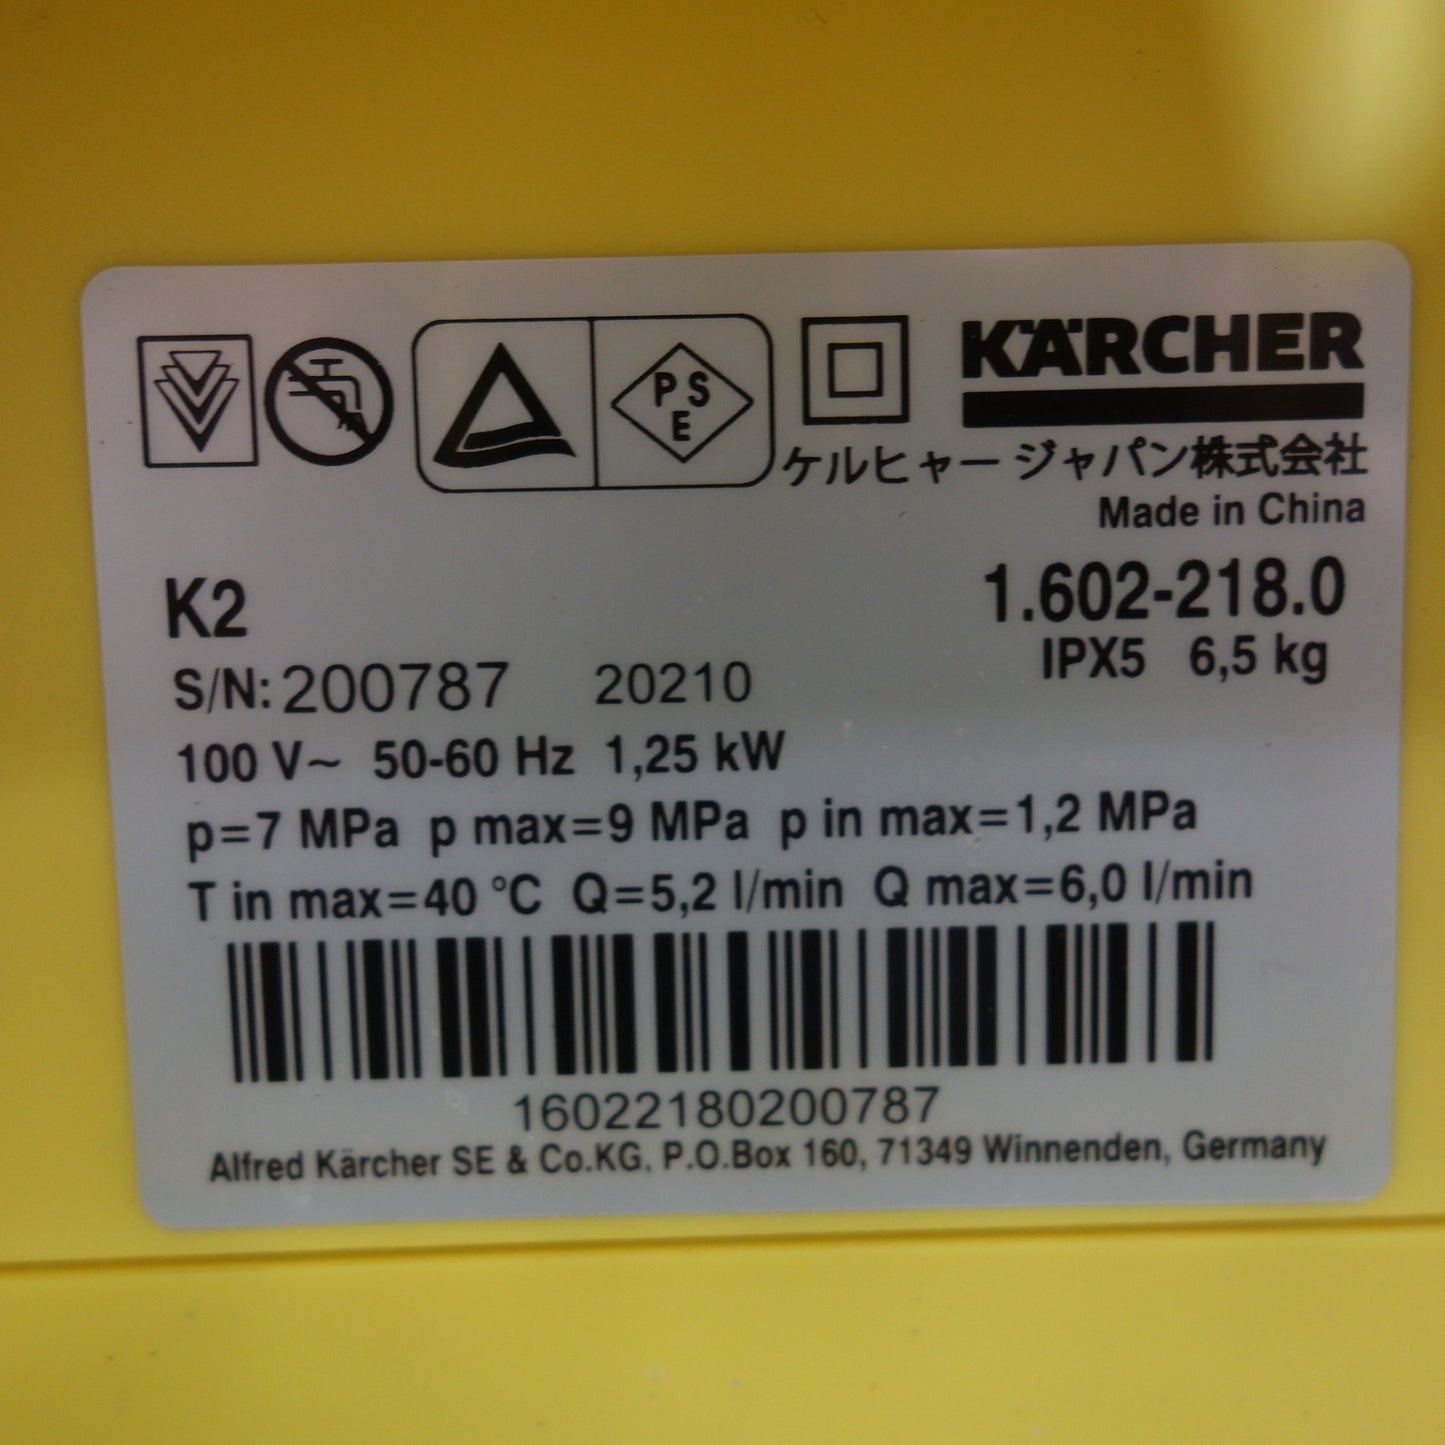 PS
E
KÄRCHER
ケルヒャー ジャパン株式会社
Made in China
K2
1.602-218.0
IPX5 6,5 kg
S/N: 200787 20210
100 V~ 50-60 Hz 1,25 kW
p=7 MPa p max=9 MPa p in max=1,2 MPa
T in max=40 °C Q=5,2 l/min Q max=6,0 l/min
16022180200787
Alfred Kärcher SE & Co.KG. P.O.Box 160, 71349 Winnenden, Germany